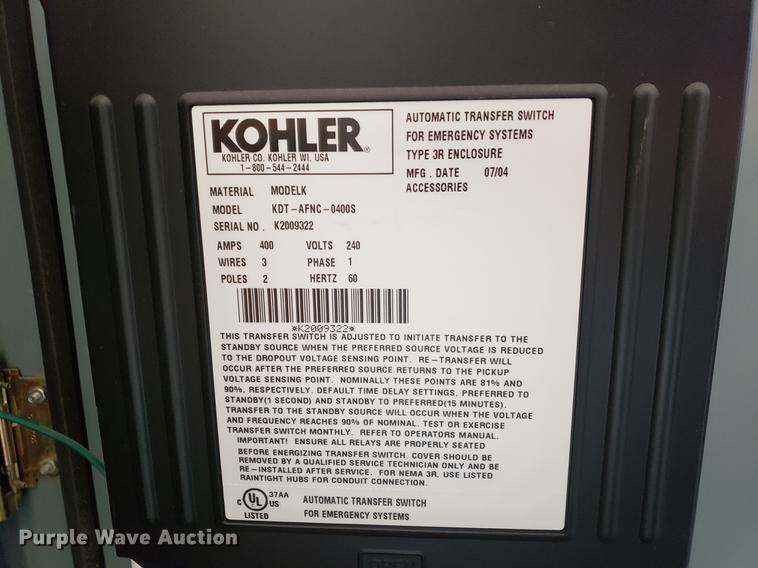 KOHLER®
KOHLER CO. KOHLER WI. USA
1-800-544-2444
AUTOMATIC TRANSFER SWITCH
FOR EMERGENCY SYSTEMS
TYPE 3R ENCLOSURE
MFG. DATE 07/04
ACCESSORIES
MATERIAL MODELK
MODEL KDT-AFNC-0400S
SERIAL NO. K2009322
AMPS 400 VOLTS 240
WIRES 3 PHASE 1
POLES 2 HERTZ 60
*K2009322*
THIS TRANSFER SWITCH IS ADJUSTED TO INITIATE TRANSFER TO THE
STANDBY SOURCE WHEN THE PREFERRED SOURCE VOLTAGE IS REDUCED
TO THE DROPOUT VOLTAGE SENSING POINT. RE-TRANSFER WILL
OCCUR AFTER THE PREFERRED SOURCE RETURNS TO THE PICKUP
VOLTAGE SENSING POINT. NOMINALLY THESE POINTS ARE 81% AND
90%, RESPECTIVELY. DEFAULT TIME DELAY SETTINGS, PREFERRED TO
STANDBY(1 SECOND) AND STANDBY TO PREFERRED(15 MINUTES).
TRANSFER TO THE STANDBY SOURCE WILL OCCUR WHEN THE VOLTAGE
AND FREQUENCY REACHES 90% OF NOMINAL. TEST OR EXERCISE
TRANSFER SWITCH MONTHLY. REFER TO OPERATORS MANUAL.
IMPORTANT! ENSURE ALL RELAYS ARE PROPERLY SEATED
BEFORE ENERGIZING TRANSFER SWITCH. COVER SHOULD BE
REMOVED BY A QUALIFIED SERVICE TECHNICIAN ONLY AND BE
RE-INSTALLED AFTER SERVICE. FOR NEMA 3R, USE LISTED
RAINTIGHT HUBS FOR CONDUIT CONNECTION.
C UL US 37AA
LISTED
AUTOMATIC TRANSFER SWITCH
FOR EMERGENCY SYSTEMS
Purple Wave Auction